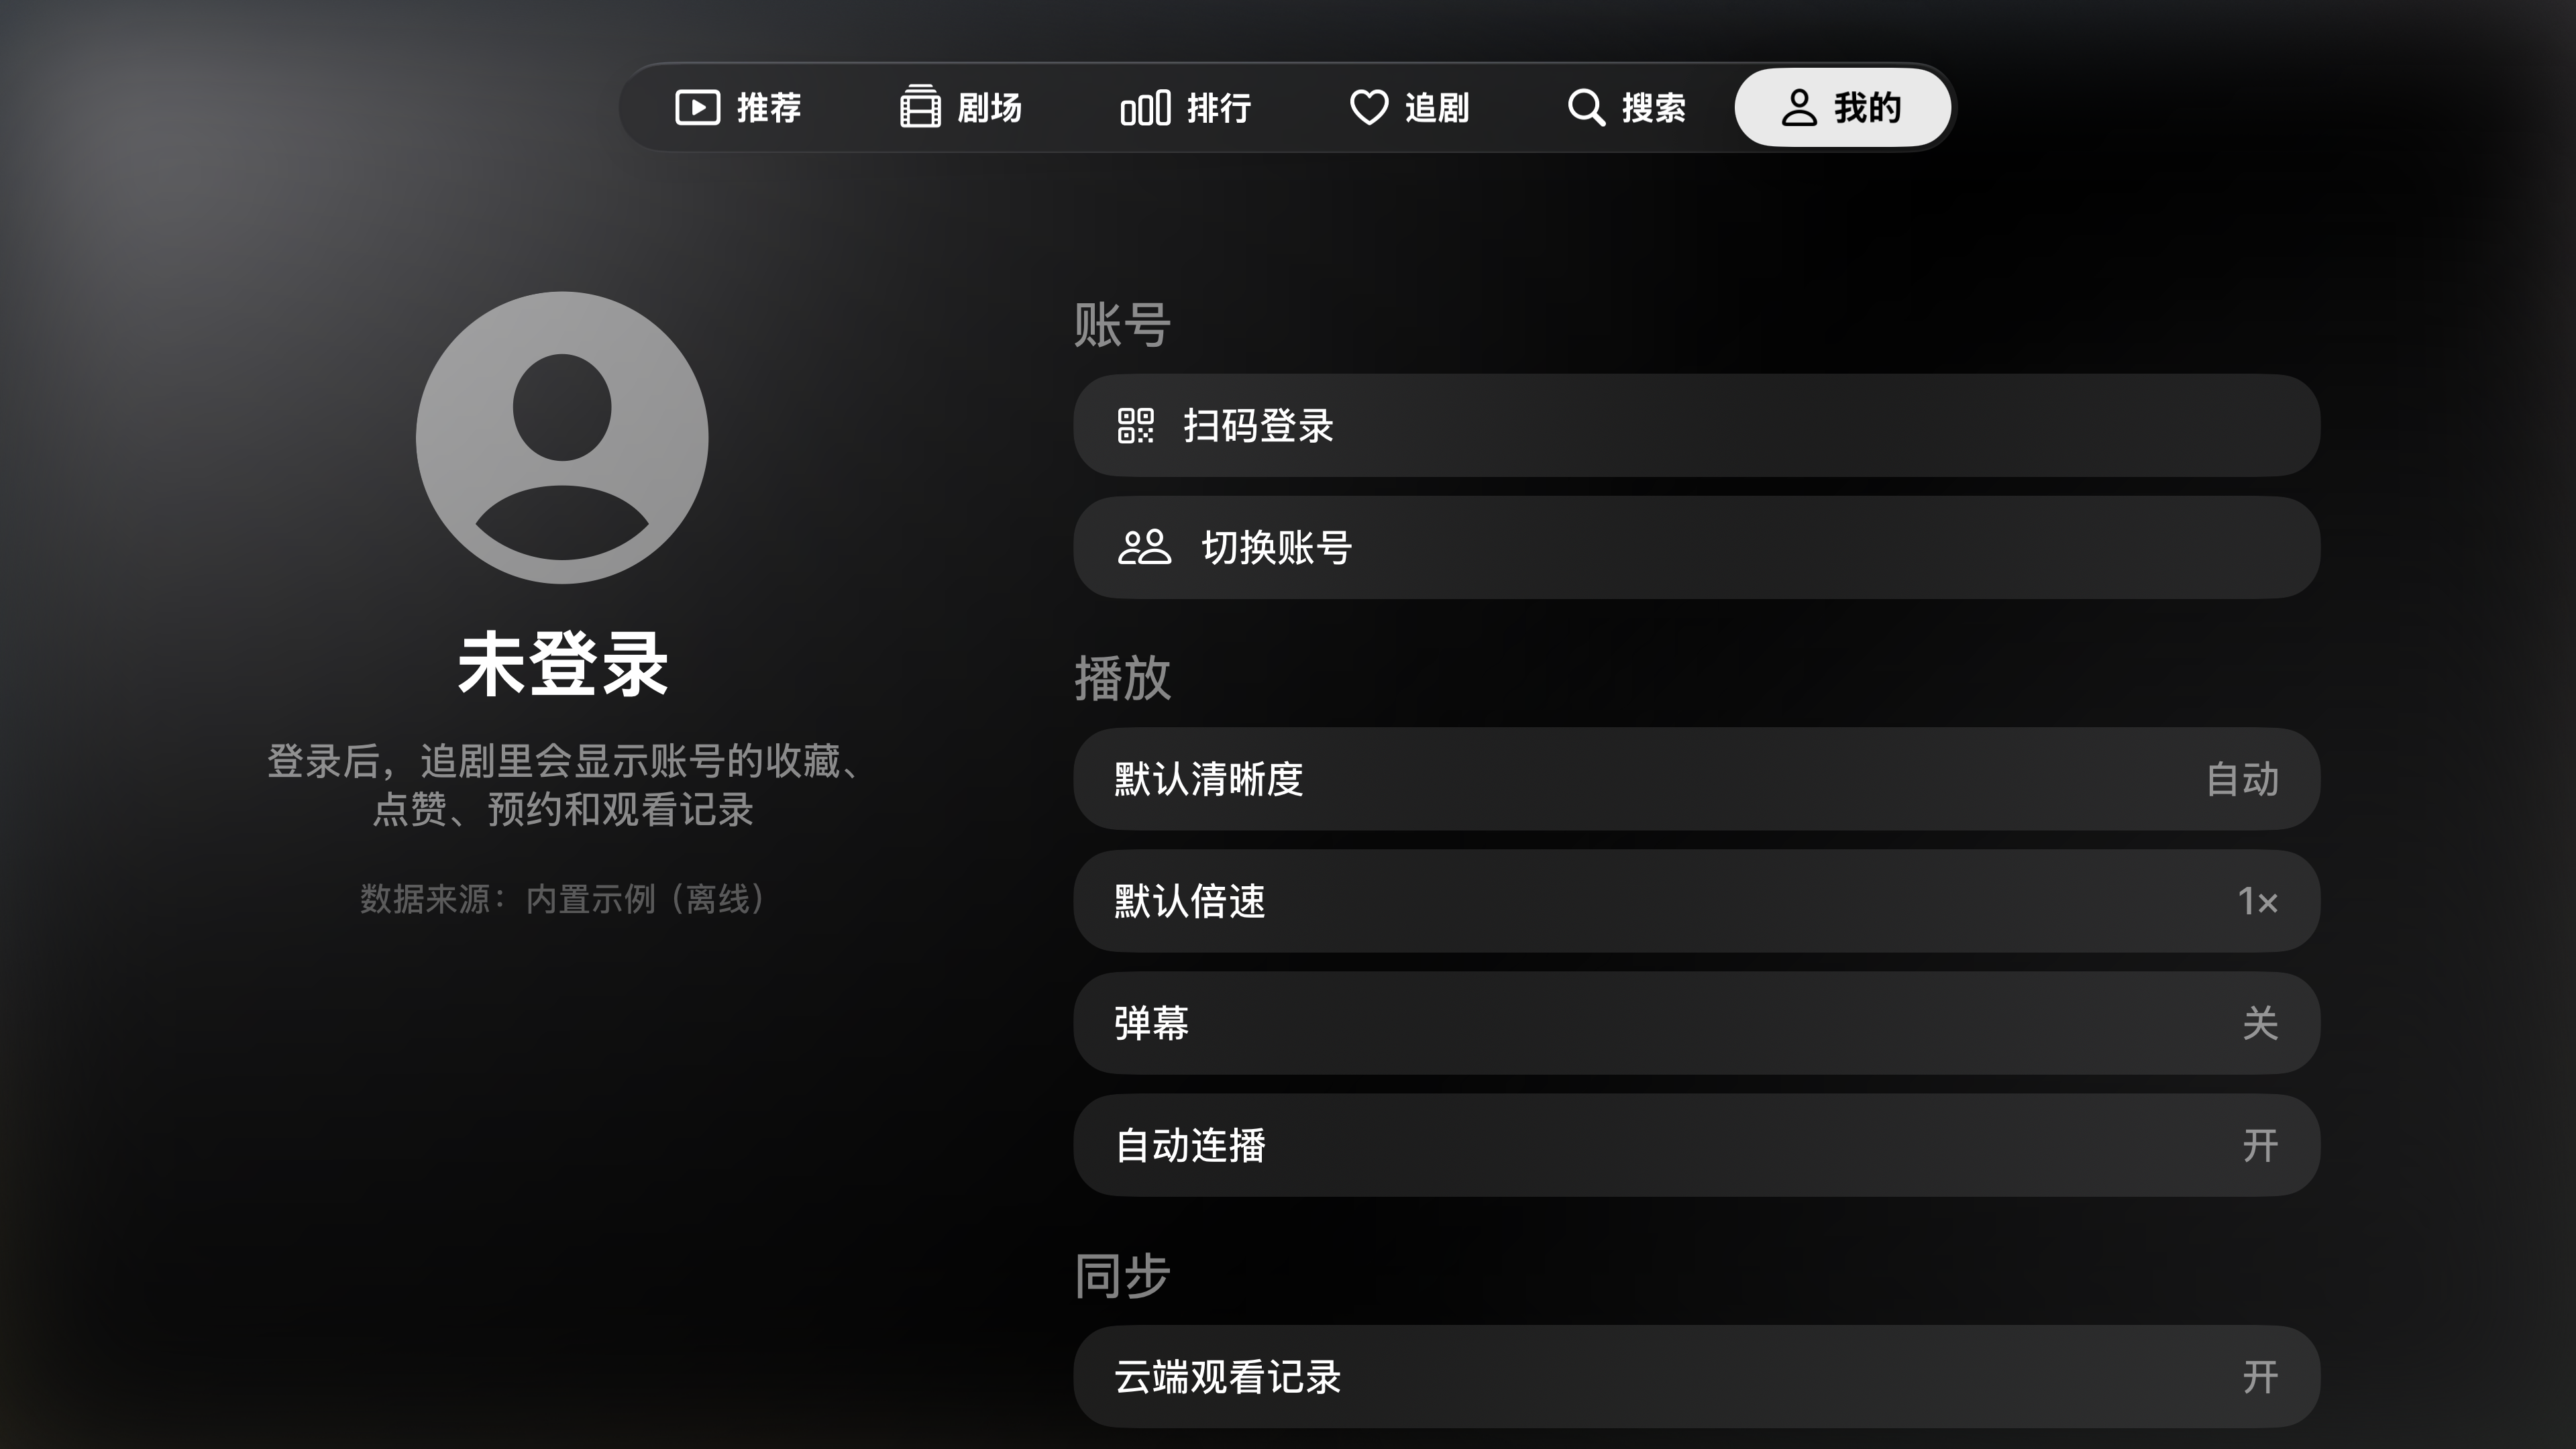 推荐
剧场
排行
追剧
搜索
我的
未登录
登录后，追剧里会显示账号的收藏、
点赞、预约和观看记录
数据来源：内置示例（离线）
账号
扫码登录
切换账号
播放
默认清晰度 自动
默认倍速 1×
弹幕 关
自动连播 开
同步
云端观看记录 开